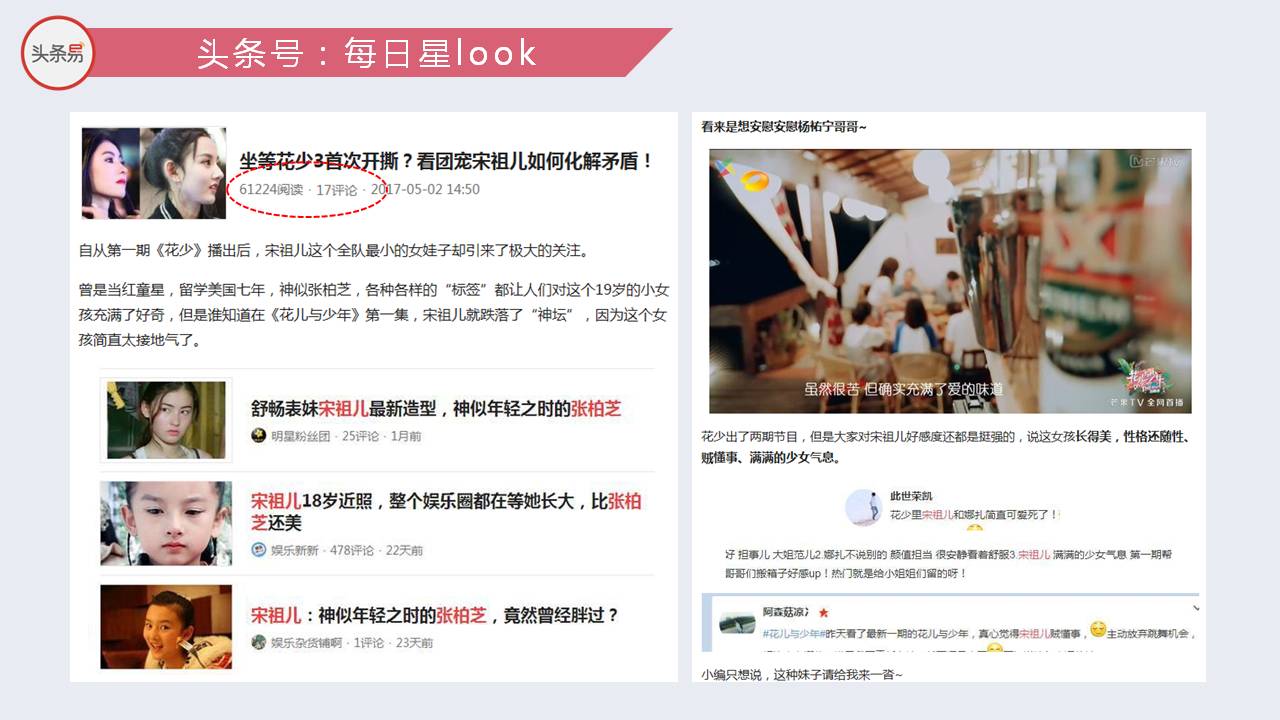 头条易
头条号：每日星look
坐等花少3首次开撕？看团宠宋祖儿如何化解矛盾！
61224阅读 · 17评论 · 2017-05-02 14:50
自从第一期《花少》播出后，宋祖儿这个全队最小的女娃子却引来了极大的关注。
曾是当红童星，留学美国七年，神似张柏芝，各种各样的“标签”都让人们对这个19岁的小女
孩充满了好奇，但是谁知道在《花儿与少年》第一集，宋祖儿就跌落了“神坛”，因为这个女
孩简直太接地气了。
舒畅表妹宋祖儿最新造型，神似年轻之时的张柏芝
明星粉丝团 · 25评论 · 1月前
宋祖儿18岁近照，整个娱乐圈都在等她长大，比张柏
芝还美
娱乐新新 · 478评论 · 22天前
宋祖儿：神似年轻之时的张柏芝，竟然曾经胖过？
娱乐杂货铺啊 · 1评论 · 23天前
看来是想安慰安慰杨祐宁哥哥~
虽然很苦 但确实充满了爱的味道
芒果TV 全网首播
花少出了两期节目，但是大家对宋祖儿好感度还都是挺强的，说这女孩长得美，性格还随性、
贼懂事、满满的少女气息。
此世荣凯
花少里宋祖儿和娜扎简直可爱死了！
好 担事儿 大姐范儿2.娜扎不说别的 颜值担当 很安静看着舒服3.宋祖儿 满满的少女气息 第一期帮
哥哥们搬箱子好感up！热门就是给小姐姐们留的呀！
阿森菇凉
#花儿与少年#昨天看了最新一期的花儿与少年，真心觉得宋祖儿贼懂事，主动放弃跳舞机会，
小编只想说，这种妹子请给我来一沓~